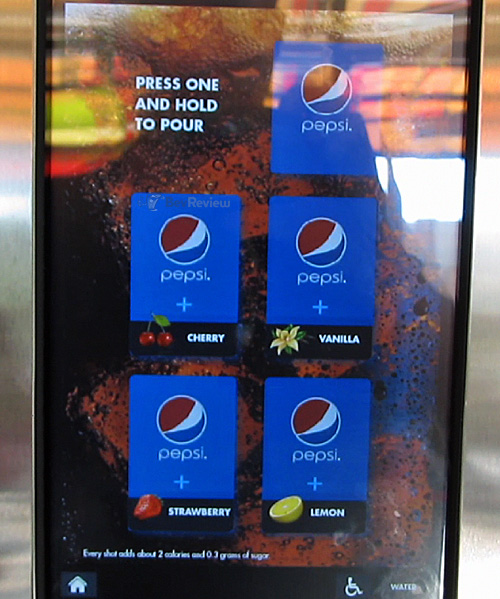 PRESS ONE
AND HOLD
TO POUR
pepsi.
Review
pepsi.
+
CHERRY
pepsi.
+
VANILLA
pepsi.
+
STRAWBERRY
pepsi.
+
LEMON
Every shot adds about 2 calories and 0.3 grams of sugar.
WATER